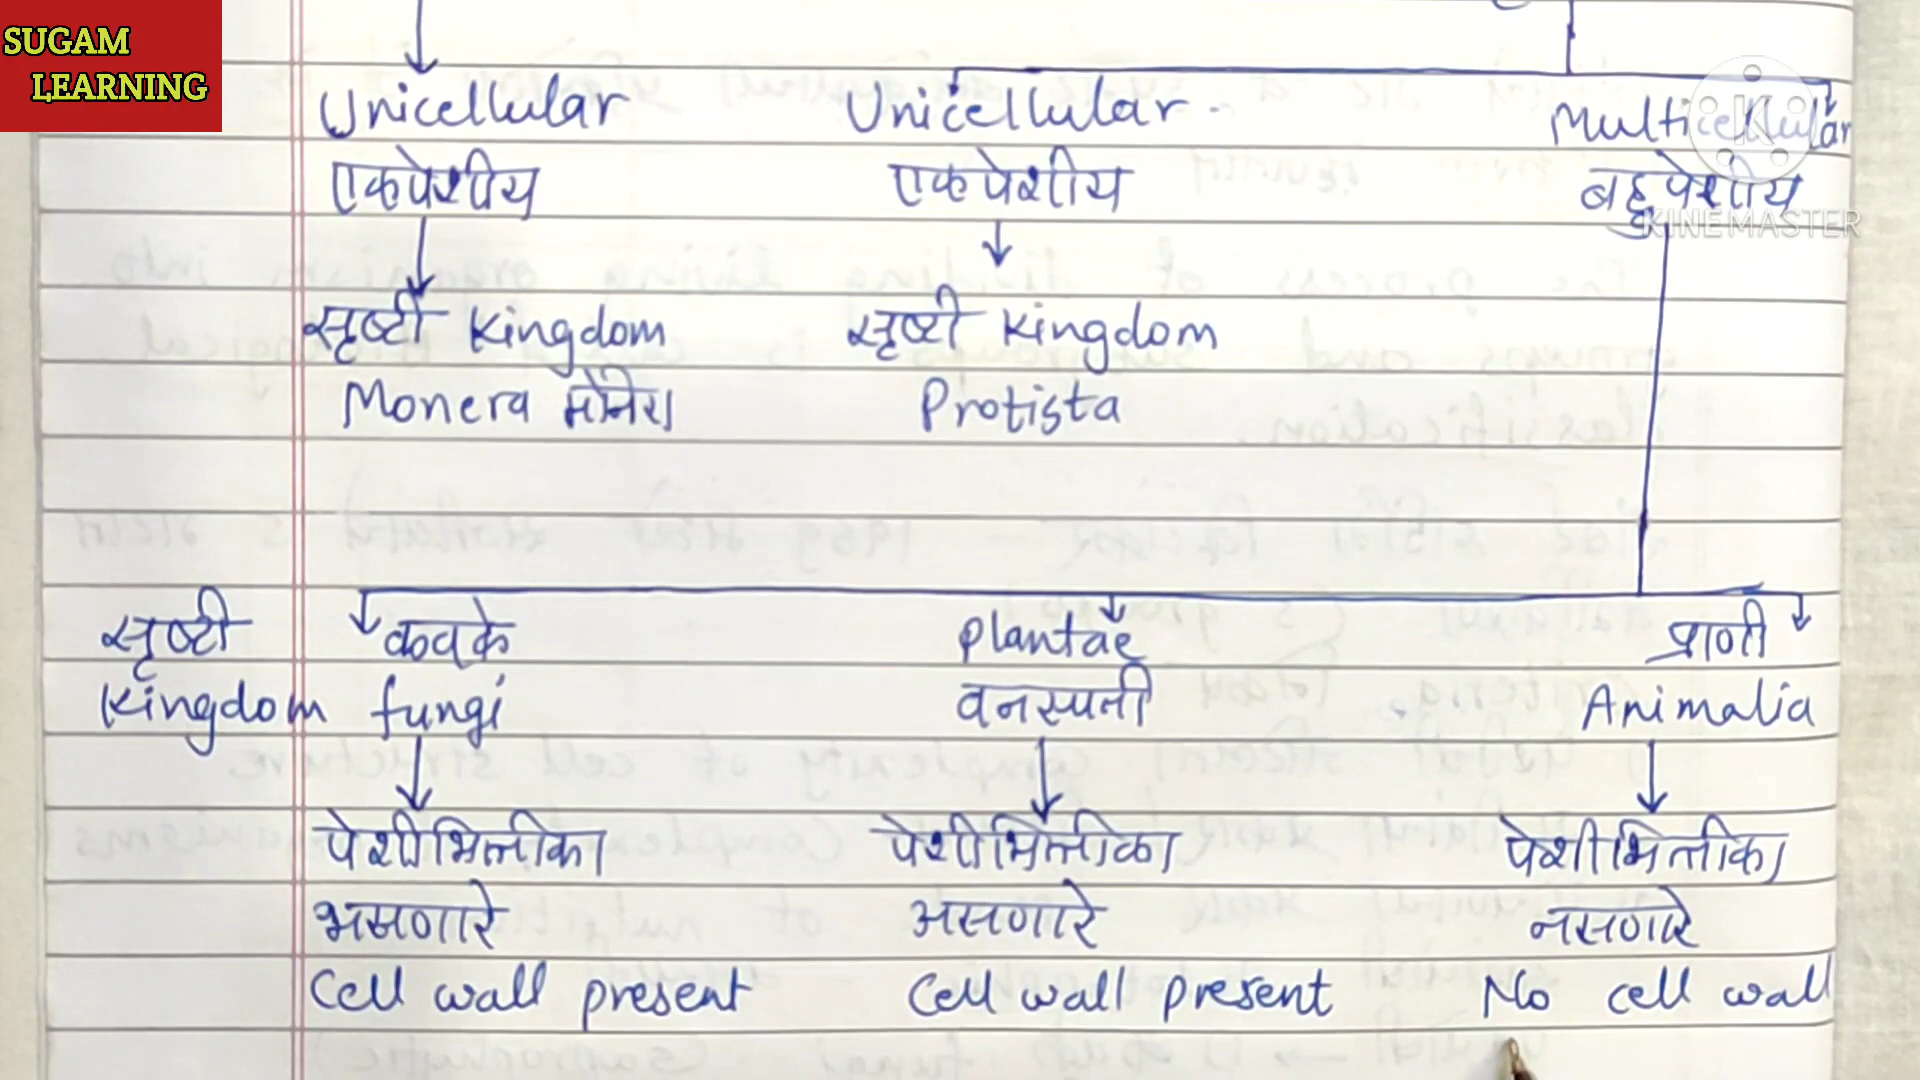 SUGAM
LEARNING
Unicellular Unicellular Multicellular
एकपेशीय एकपेशीय बहुपेशीय
KINEMASTER
सृष्टी Kingdom सृष्टी Kingdom
Monera मोनेरा Protista
सृष्टी कवके Plantae प्राणी
Kingdom fungi वनस्पती Animalia
पेशीभित्तीका पेशीभित्तीका पेशीभित्तीका
असणारे असणारे नसणारे
Cell wall present Cell wall present No cell wall